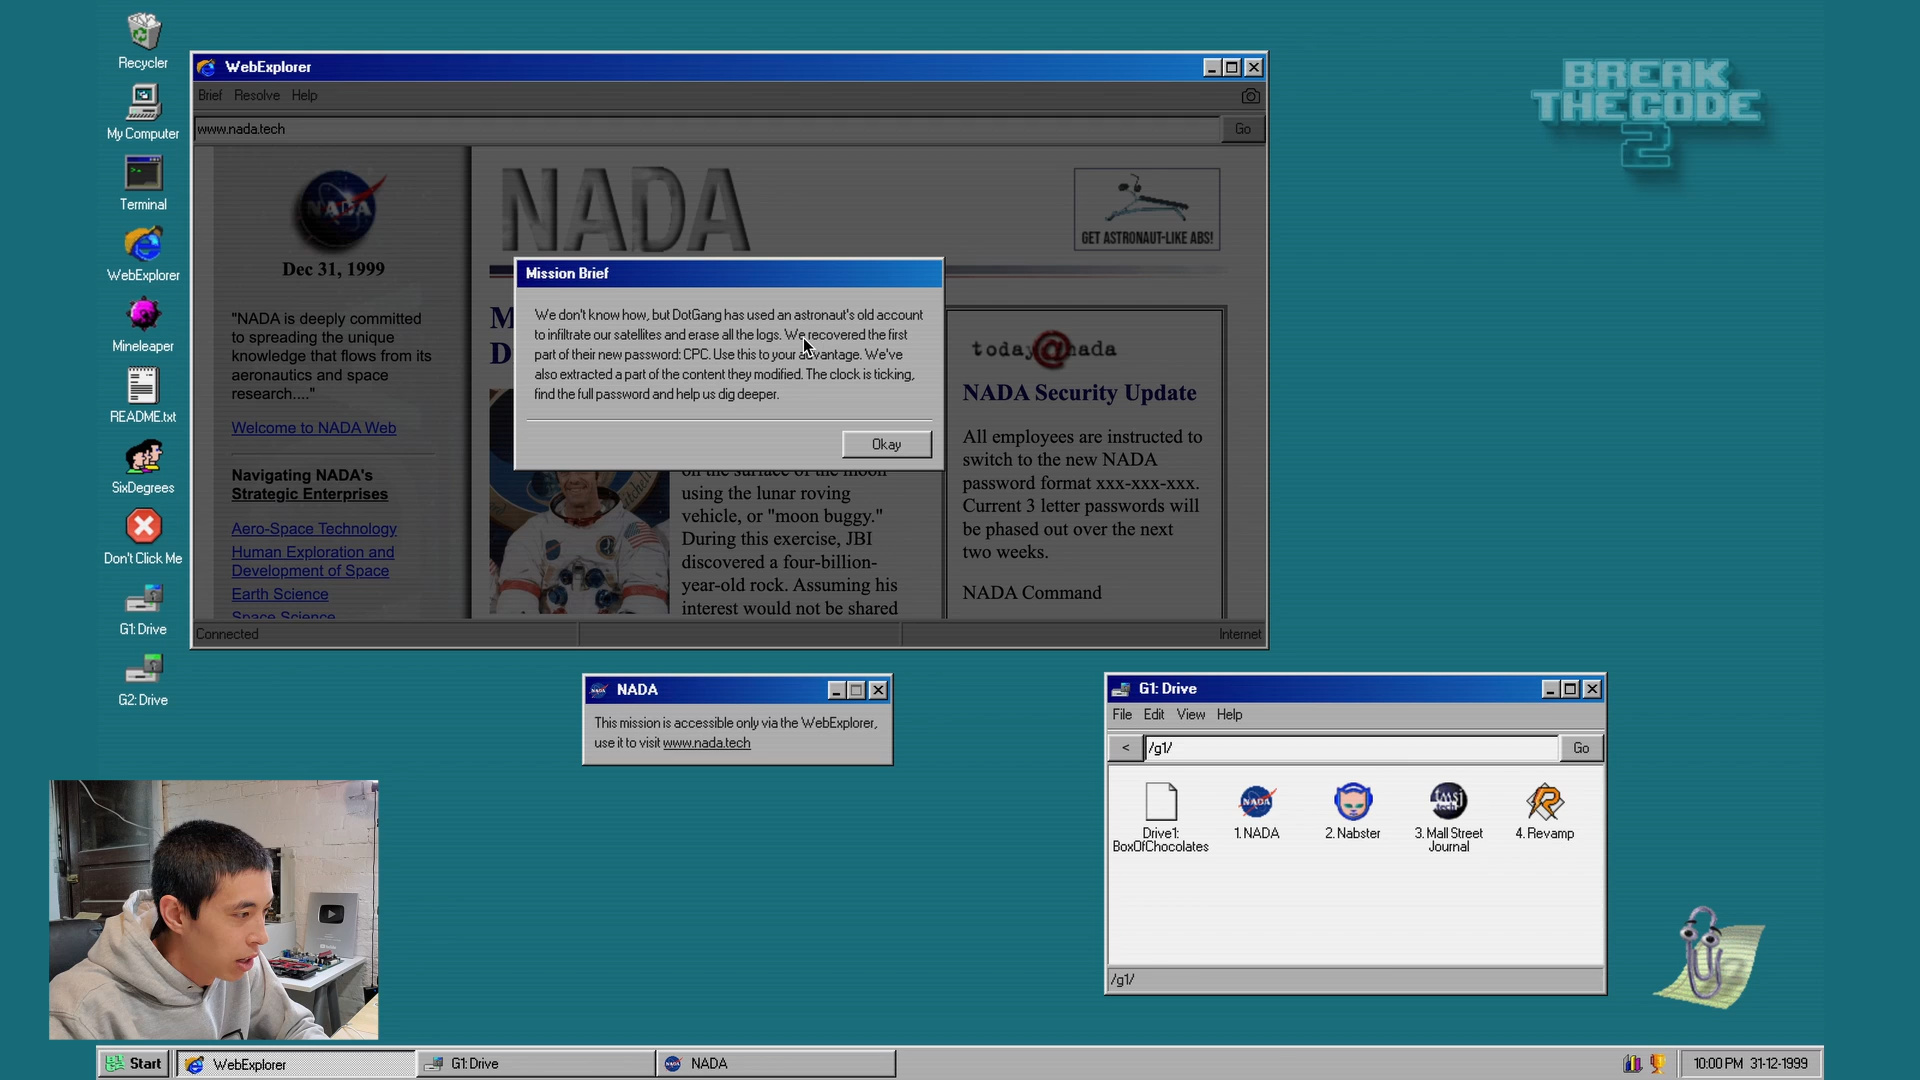 Recycler
My Computer
Terminal
WebExplorer
Mineleaper
README.txt
SixDegrees
Don't Click Me
G1: Drive
G2: Drive
BREAK
THE CODE
2
WebExplorer
Brief Resolve Help
www.nada.tech
Go
NADA
Dec 31, 1999
"NADA is deeply committed
to spreading the unique
knowledge that flows from its
aeronautics and space
research...."
Welcome to NADA Web
Navigating NADA's
Strategic Enterprises
Aero-Space Technology
Human Exploration and
Development of Space
Earth Science
Space Science
NADA
GET ASTRONAUT-LIKE ABS!
M
D
Mission Brief
We don't know how, but DotGang has used an astronaut's old account
to infiltrate our satellites and erase all the logs. We recovered the first
part of their new password: CPC. Use this to your advantage. We've
also extracted a part of the content they modified. The clock is ticking,
find the full password and help us dig deeper.
Okay
on the surface of the moon
using the lunar roving
vehicle, or "moon buggy."
During this exercise, JBI
discovered a four-billion-
year-old rock. Assuming his
interest would not be shared
today@nada
NADA Security Update
All employees are instructed to
switch to the new NADA
password format xxx-xxx-xxx.
Current 3 letter passwords will
be phased out over the next
two weeks.
NADA Command
Connected
Internet
NADA
This mission is accessible only via the WebExplorer,
use it to visit www.nada.tech
G1: Drive
File Edit View Help
< /g1/ Go
Drive1:
BoxOfChocolates
1. NADA
2. Nabster
3. Mall Street
Journal
4. Revamp
/g1/
Start
WebExplorer
G1: Drive
NADA
10:00 PM 31-12-1999